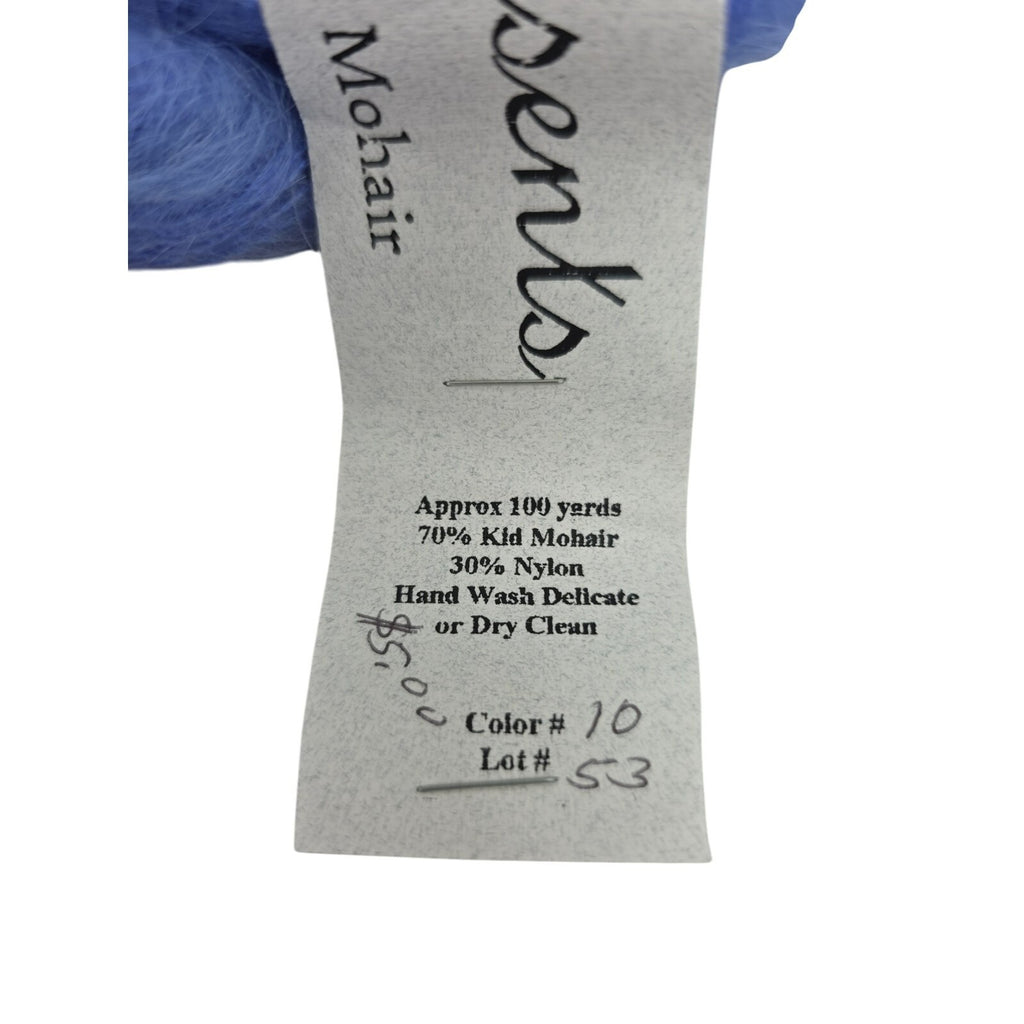 Mohair
Approx 100 yards
70% Kid Mohair
30% Nylon
Hand Wash Delicate
or Dry Clean
$5.00
Color # 10
Lot # 53